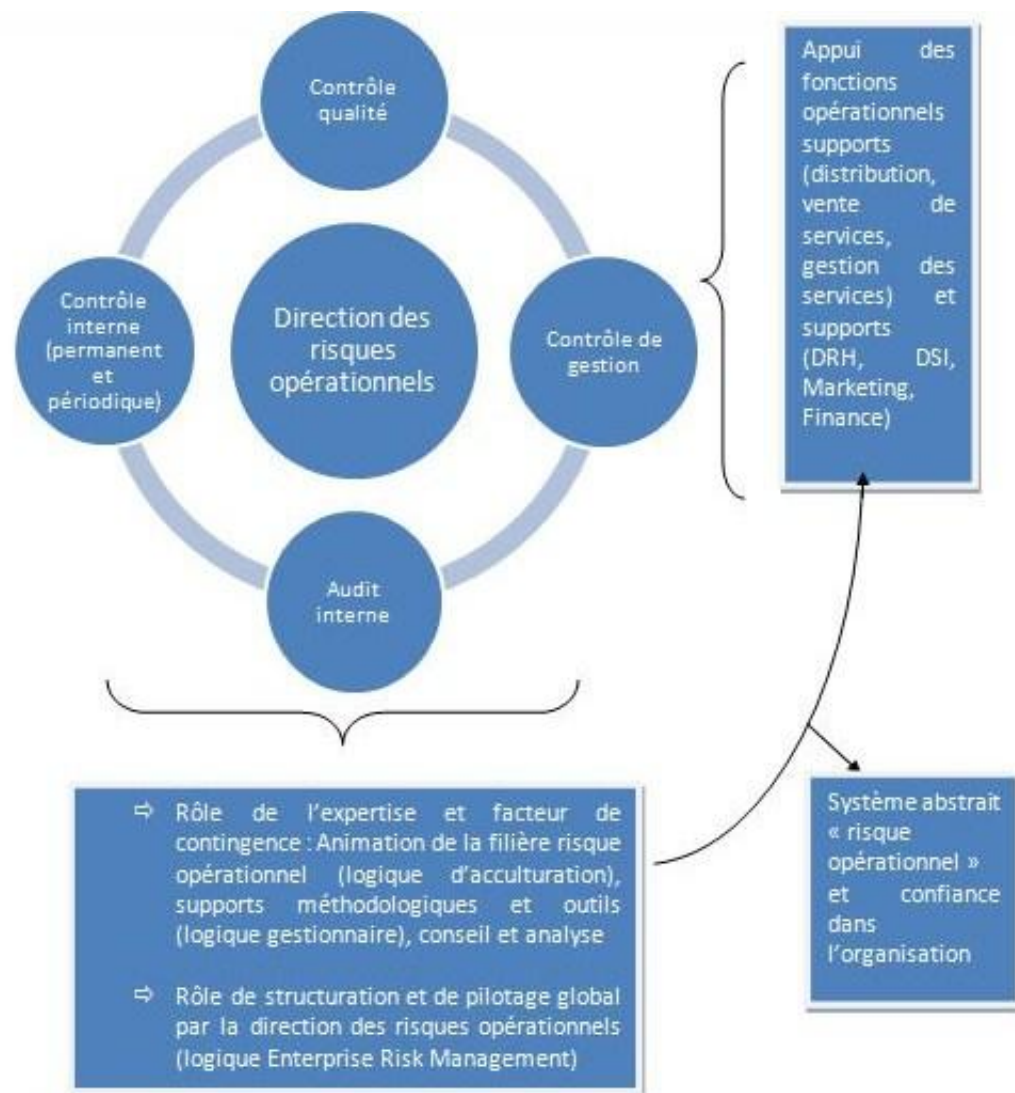 Contrôle
qualité
Contrôle
interne
(permanent
et
périodique)
Direction des
risques
opérationnels
Contrôle de
gestion
Audit
interne
Appui des
fonctions
opérationnels
supports
(distribution,
vente de
services,
gestion des
services) et
supports
(DRH, DSI,
Marketing,
Finance)
⇨ Rôle de l'expertise et facteur de
contingence : Animation de la filière risque
opérationnel (logique d'acculturation),
supports méthodologiques et outils
(logique gestionnaire), conseil et analyse
⇨ Rôle de structuration et de pilotage global
par la direction des risques opérationnels
(logique Enterprise Risk Management)
Système abstrait
« risque
opérationnel »
et confiance
dans
l'organisation